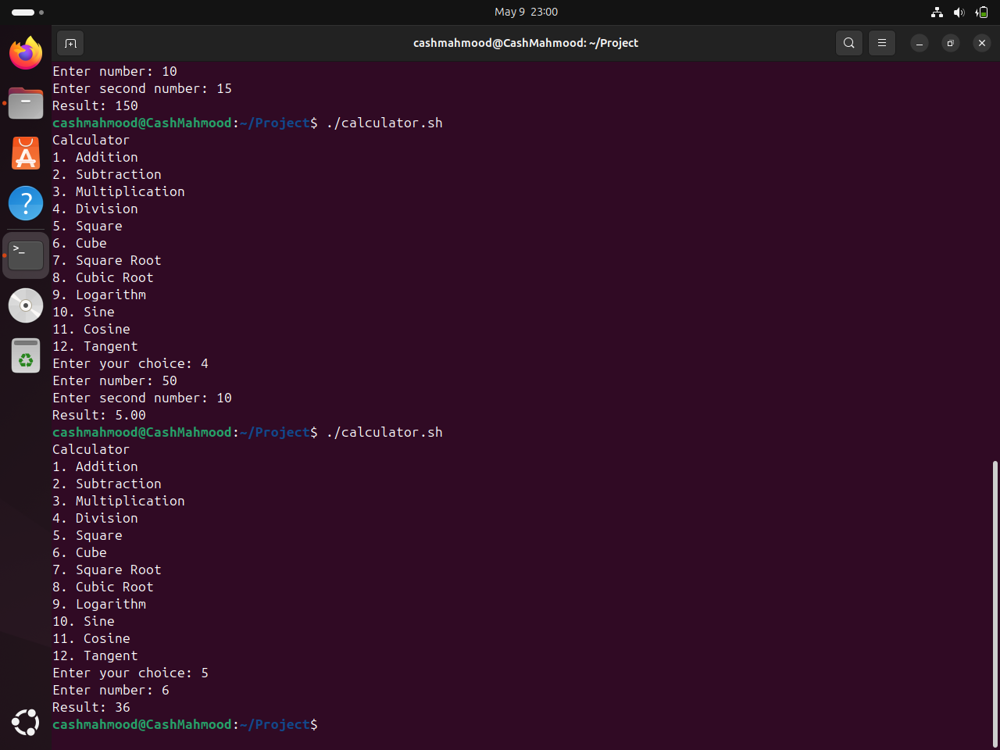 May 9 23:00
cashmahmood@CashMahmood: ~/Project
Enter number: 10
Enter second number: 15
Result: 150
cashmahmood@CashMahmood:~/Project$ ./calculator.sh
Calculator
1. Addition
2. Subtraction
3. Multiplication
4. Division
5. Square
6. Cube
7. Square Root
8. Cubic Root
9. Logarithm
10. Sine
11. Cosine
12. Tangent
Enter your choice: 4
Enter number: 50
Enter second number: 10
Result: 5.00
cashmahmood@CashMahmood:~/Project$ ./calculator.sh
Calculator
1. Addition
2. Subtraction
3. Multiplication
4. Division
5. Square
6. Cube
7. Square Root
8. Cubic Root
9. Logarithm
10. Sine
11. Cosine
12. Tangent
Enter your choice: 5
Enter number: 6
Result: 36
cashmahmood@CashMahmood:~/Project$